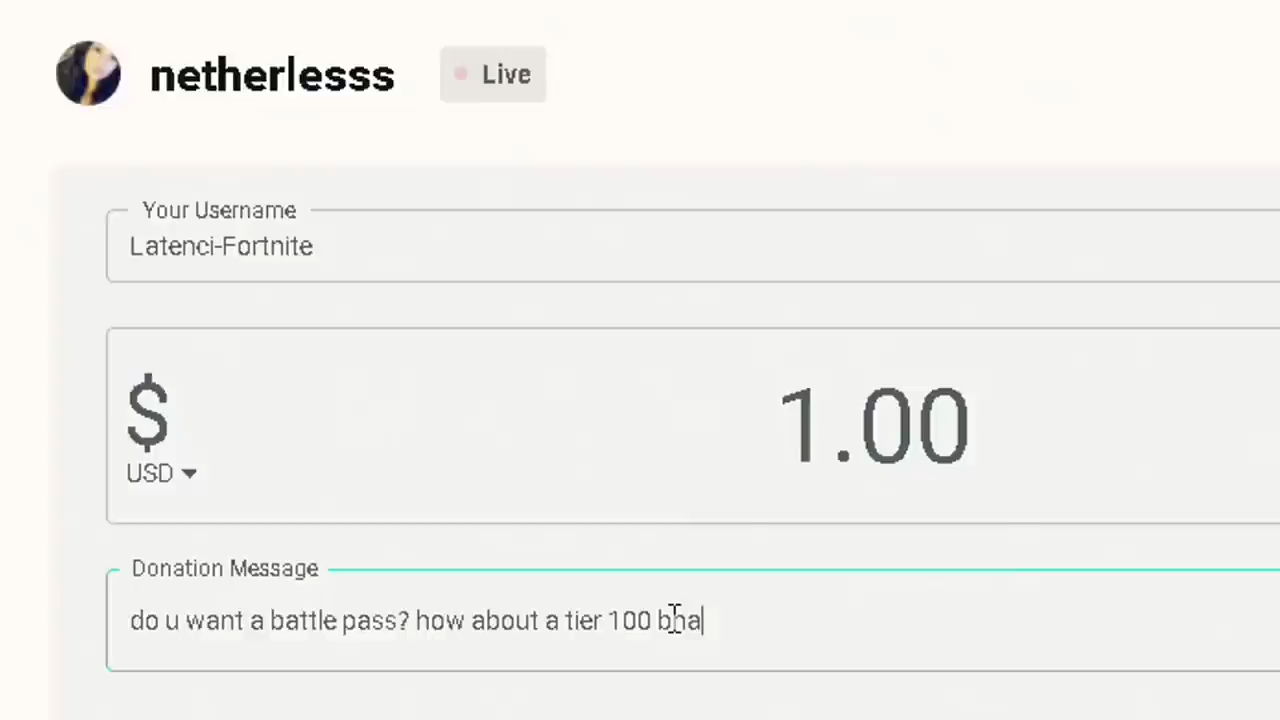 netherlesss
Live
Your Username
Latenci-Fortnite
$
1.00
USD
Donation Message
do u want a battle pass? how about a tier 100 bha